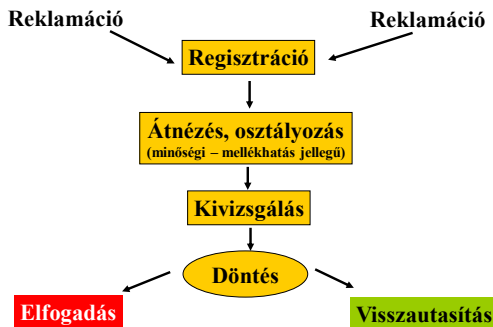 Reklamáció
Reklamáció
Regisztráció
Átnézés, osztályozás
(minőségi – mellékhatás jellegű)
Kivizsgálás
Döntés
Elfogadás
Visszautasítás